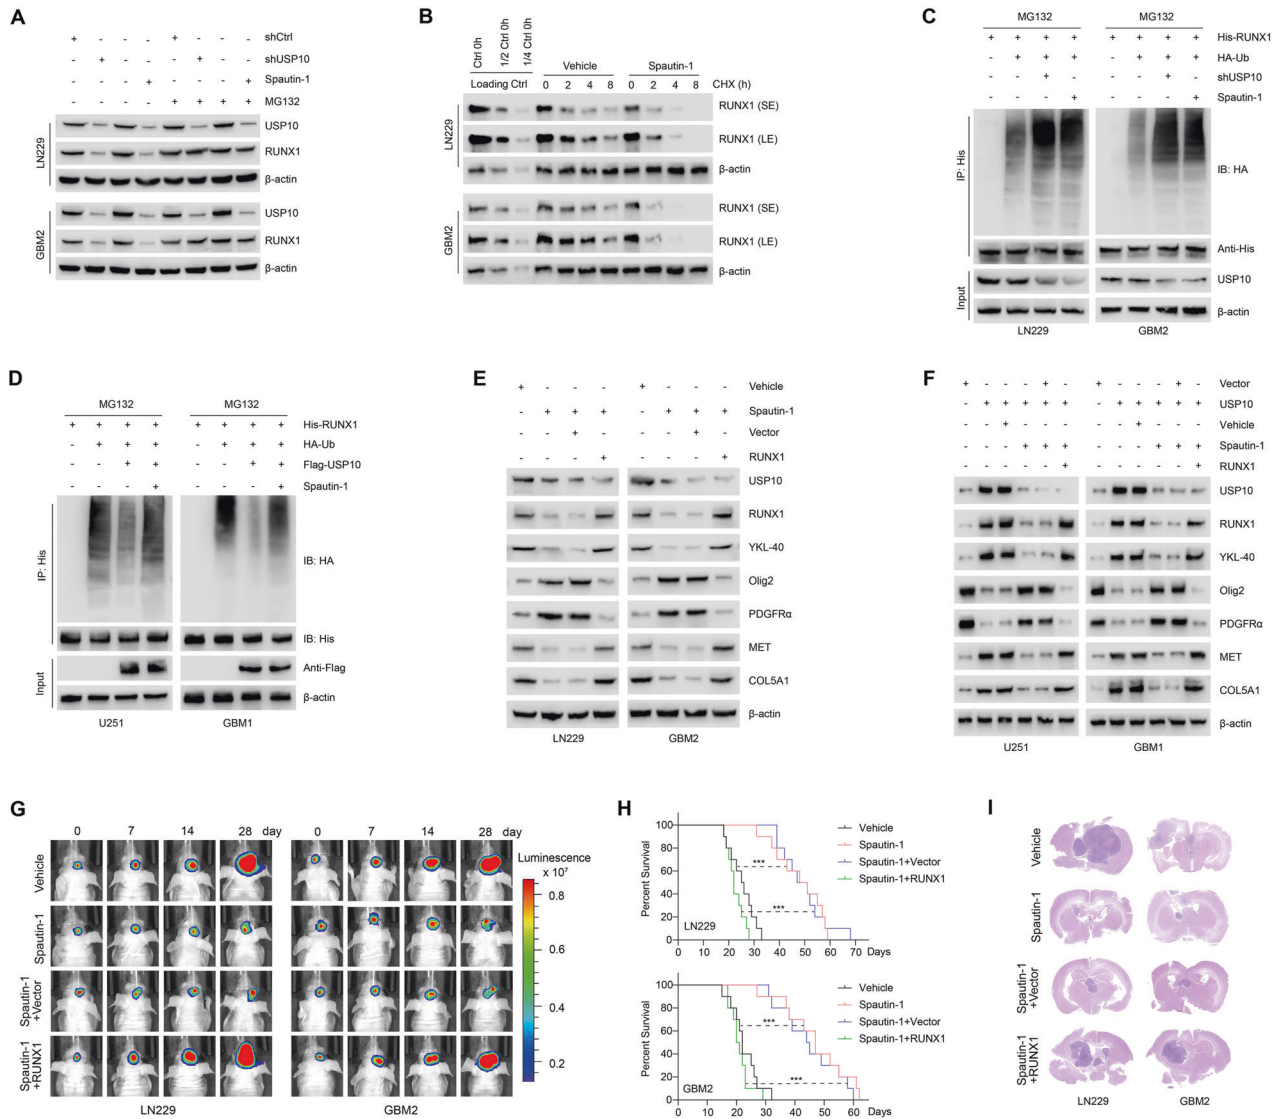 A
+ - - - + - - - shCtrl
- + - - - + - - shUSP10
- - - + - - - + Spautin-1
- - - - + + + + MG132
LN229
USP10
RUNX1
β-actin
GBM2
USP10
RUNX1
β-actin
B
Ctrl 0h
1/2 Ctrl 0h
1/4 Ctrl 0h
Loading Ctrl
Vehicle
Spautin-1
0 2 4 8 0 2 4 8 CHX (h)
LN229
RUNX1 (SE)
RUNX1 (LE)
β-actin
GBM2
RUNX1 (SE)
RUNX1 (LE)
β-actin
C
MG132 MG132
+ + + + + + + + His-RUNX1
- + + + - + + + HA-Ub
- - + - - - + - shUSP10
- - - + - - - + Spautin-1
IP: His
IB: HA
Anti-His
Input
USP10
β-actin
LN229 GBM2
D
MG132 MG132
+ + + + + + + + His-RUNX1
- + + + - + + + HA-Ub
- - + + - - + + Flag-USP10
- - - + - - - + Spautin-1
IP: His
IB: HA
IB: His
Input
Anti-Flag
β-actin
U251 GBM1
E
+ - - - + - - - Vehicle
- + + + - + + + Spautin-1
- - + - - - + - Vector
- - - + - - - + RUNX1
USP10
RUNX1
YKL-40
Olig2
PDGFRα
MET
COL5A1
β-actin
LN229 GBM2
F
+ - - - + - + - - - + - Vector
- + + + + + - + + + + + USP10
- - + - - - - - + - - - Vehicle
- - - + + + - - - + + + Spautin-1
- - - - - + - - - - - + RUNX1
USP10
RUNX1
YKL-40
Olig2
PDGFRα
MET
COL5A1
β-actin
U251 GBM1
G
0 7 14 28 day 0 7 14 28 day
Vehicle
Spautin-1
Spautin-1
+Vector
Spautin-1
+RUNX1
LN229 GBM2
Luminescence
x 10⁷
0.8
0.6
0.4
0.2
H
Percent Survival
100
80
60
40
20
0
0 10 20 30 40 50 60 70 Days
LN229
***
***
Vehicle
Spautin-1
Spautin-1+Vector
Spautin-1+RUNX1
Percent Survival
100
80
60
40
20
0
0 10 20 30 40 50 60 Days
GBM2
***
***
Vehicle
Spautin-1
Spautin-1+Vector
Spautin-1+RUNX1
I
Vehicle
Spautin-1
Spautin-1
+Vector
Spautin-1
+RUNX1
LN229 GBM2